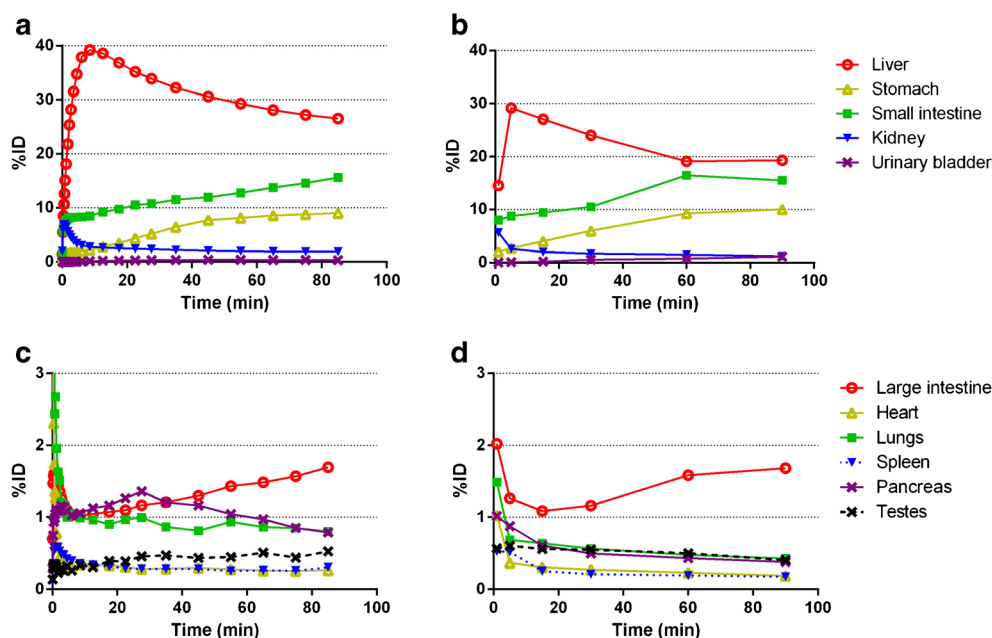 a
40
30
20
10
0
%ID
0 20 40 60 80 100
Time (min)
b
40
30
20
10
0
%ID
0 20 40 60 80 100
Time (min)
Liver
Stomach
Small intestine
Kidney
Urinary bladder
c
3
2
1
0
%ID
0 20 40 60 80 100
Time (min)
d
3
2
1
0
%ID
0 20 40 60 80 100
Time (min)
Large intestine
Heart
Lungs
Spleen
Pancreas
Testes